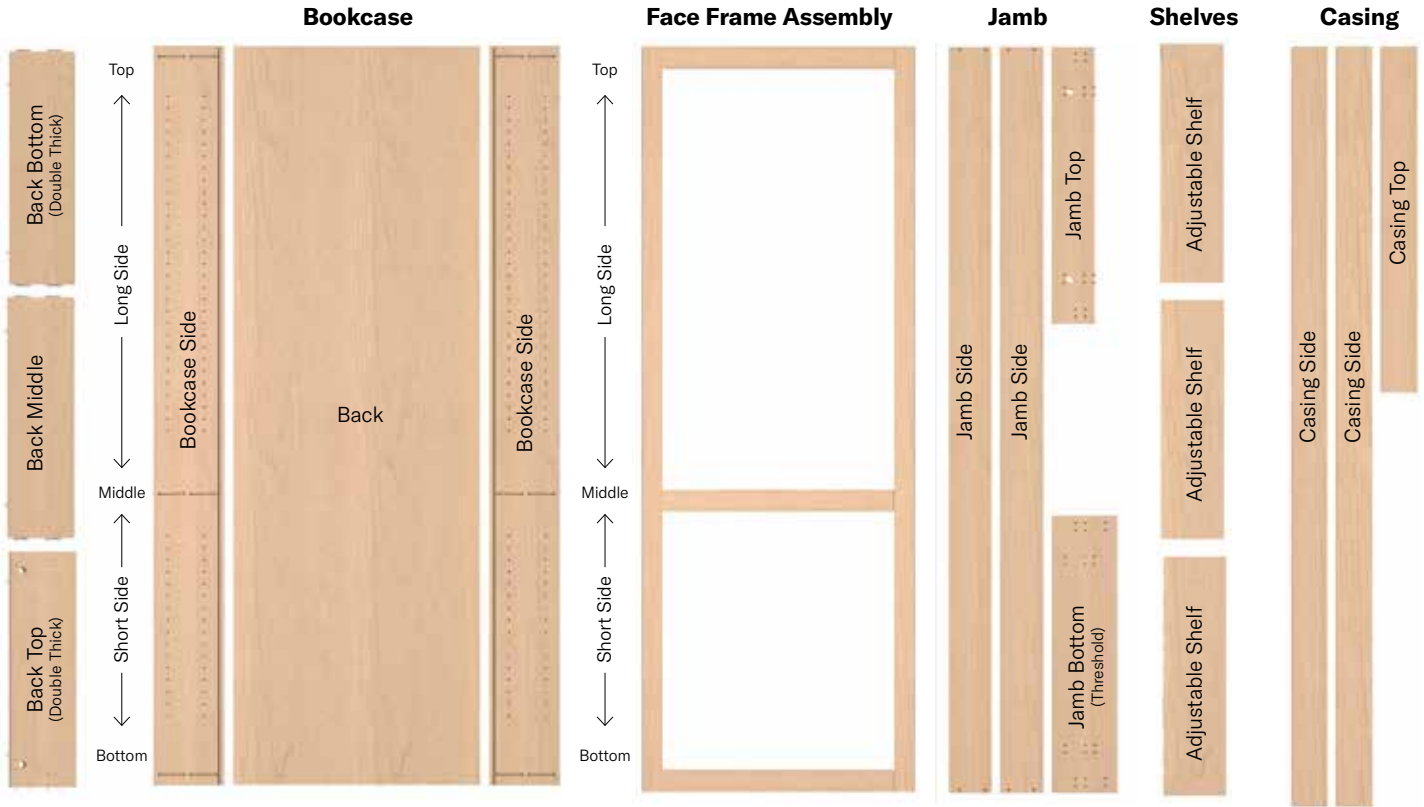 Bookcase
Face Frame Assembly
Jamb
Shelves
Casing
Back Bottom
(Double Thick)
Back Middle
Back Top
(Double Thick)
Top
Long Side
Middle
Short Side
Bottom
Bookcase Side
Back
Bookcase Side
Top
Long Side
Middle
Short Side
Bottom
Jamb Side
Jamb Side
Jamb Top
Jamb Bottom
(Threshold)
Adjustable Shelf
Adjustable Shelf
Adjustable Shelf
Casing Side
Casing Side
Casing Top